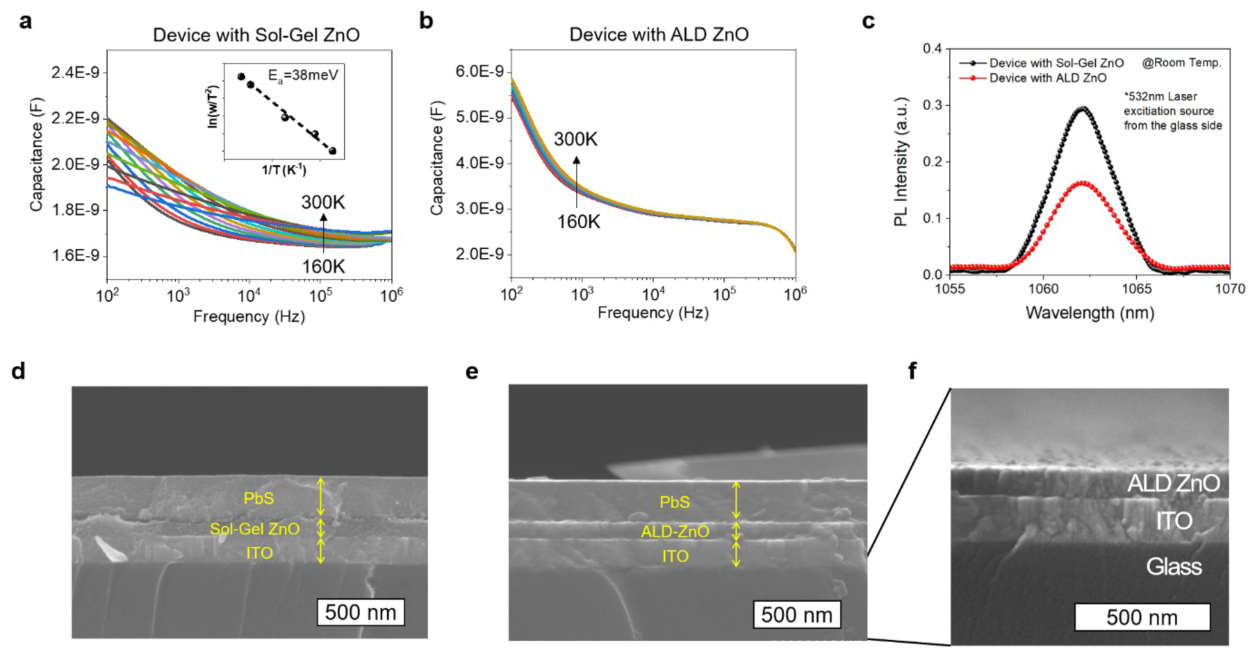 a
Device with Sol-Gel ZnO
2.4E-9
2.2E-9
2.0E-9
1.8E-9
1.6E-9
Capacitance (F)
Eₐ=38meV
ln(w/T²)
1/T(K⁻¹)
300K
160K
10² 10³ 10⁴ 10⁵ 10⁶
Frequency (Hz)
b
Device with ALD ZnO
6.0E-9
5.0E-9
4.0E-9
3.0E-9
2.0E-9
Capacitance (F)
300K
160K
10² 10³ 10⁴ 10⁵ 10⁶
Frequency (Hz)
c
0.4
0.3
0.2
0.1
0.0
PL Intensity (a.u.)
Device with Sol-Gel ZnO
Device with ALD ZnO
@Room Temp.
*532nm Laser
excitiation source
from the glass side
1055 1060 1065 1070
Wavelength (nm)
d
PbS
Sol-Gel ZnO
ITO
500 nm
e
PbS
ALD-ZnO
ITO
500 nm
f
ALD ZnO
ITO
Glass
500 nm